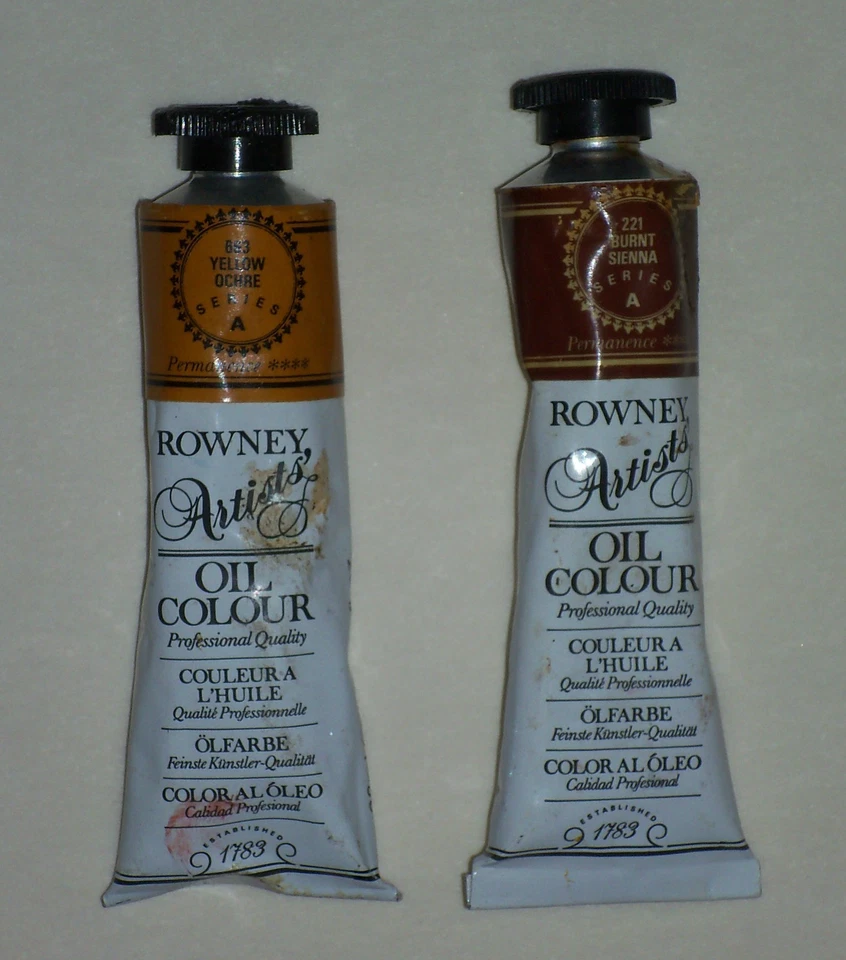 663
YELLOW
OCHRE
SERIES
A
Permanence ****
ROWNEY
Artists'
OIL
COLOUR
Professional Quality
COULEUR A
L'HUILE
Qualité Professionnelle
ÖLFARBE
Feinste Künstler-Qualität
COLOR AL ÓLEO
Calidad Profesional
ESTABLISHED
1783
221
BURNT
SIENNA
SERIES
A
Permanence
ROWNEY
Artists'
OIL
COLOUR
Professional Quality
COULEUR A
L'HUILE
Qualité Professionnelle
ÖLFARBE
Feinste Künstler-Qualität
COLOR AL ÓLEO
Calidad Profesional
ESTABLISHED
1783